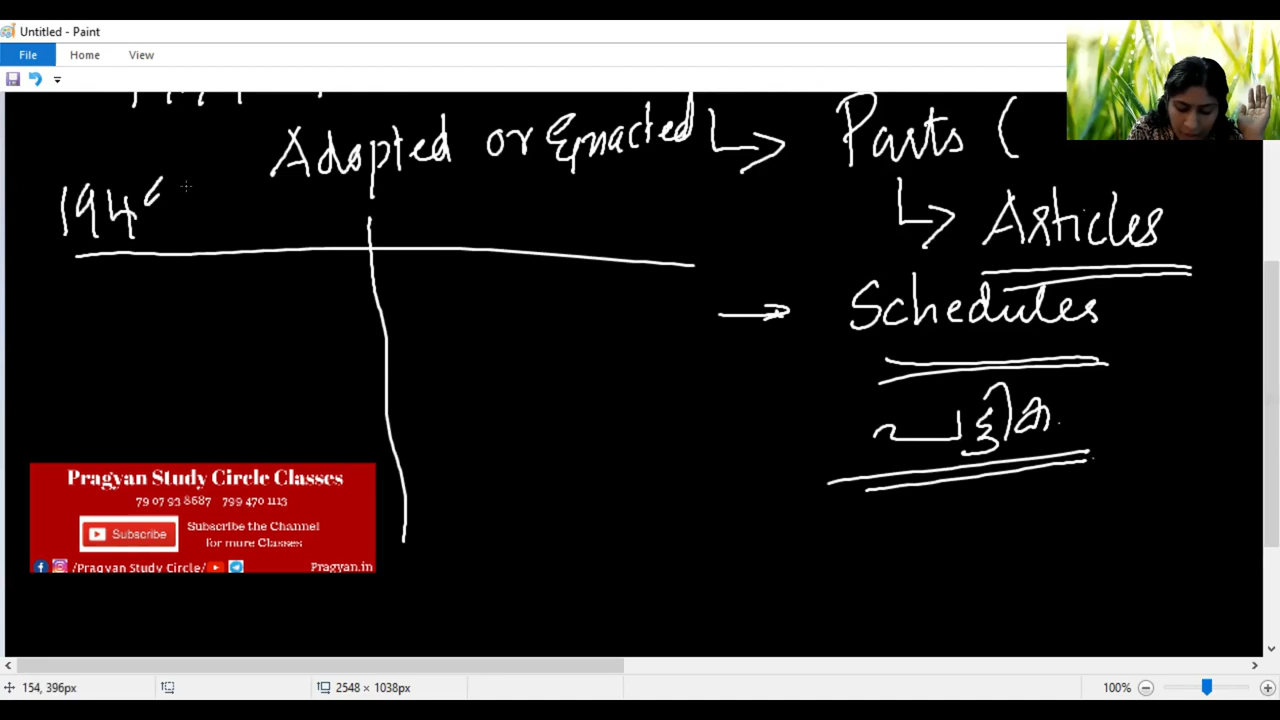 Untitled - Paint
File Home View
Adopted or Enacted → Parts (
↳ Articles
194
→ Schedules
Pragyan Study Circle Classes
79 07 93 8687 799 470 1113
Subscribe
Subscribe the Channel
for more Classes
/Pragyan Study Circle/
Pragyan.in
154, 396px
2548 × 1038px
100%